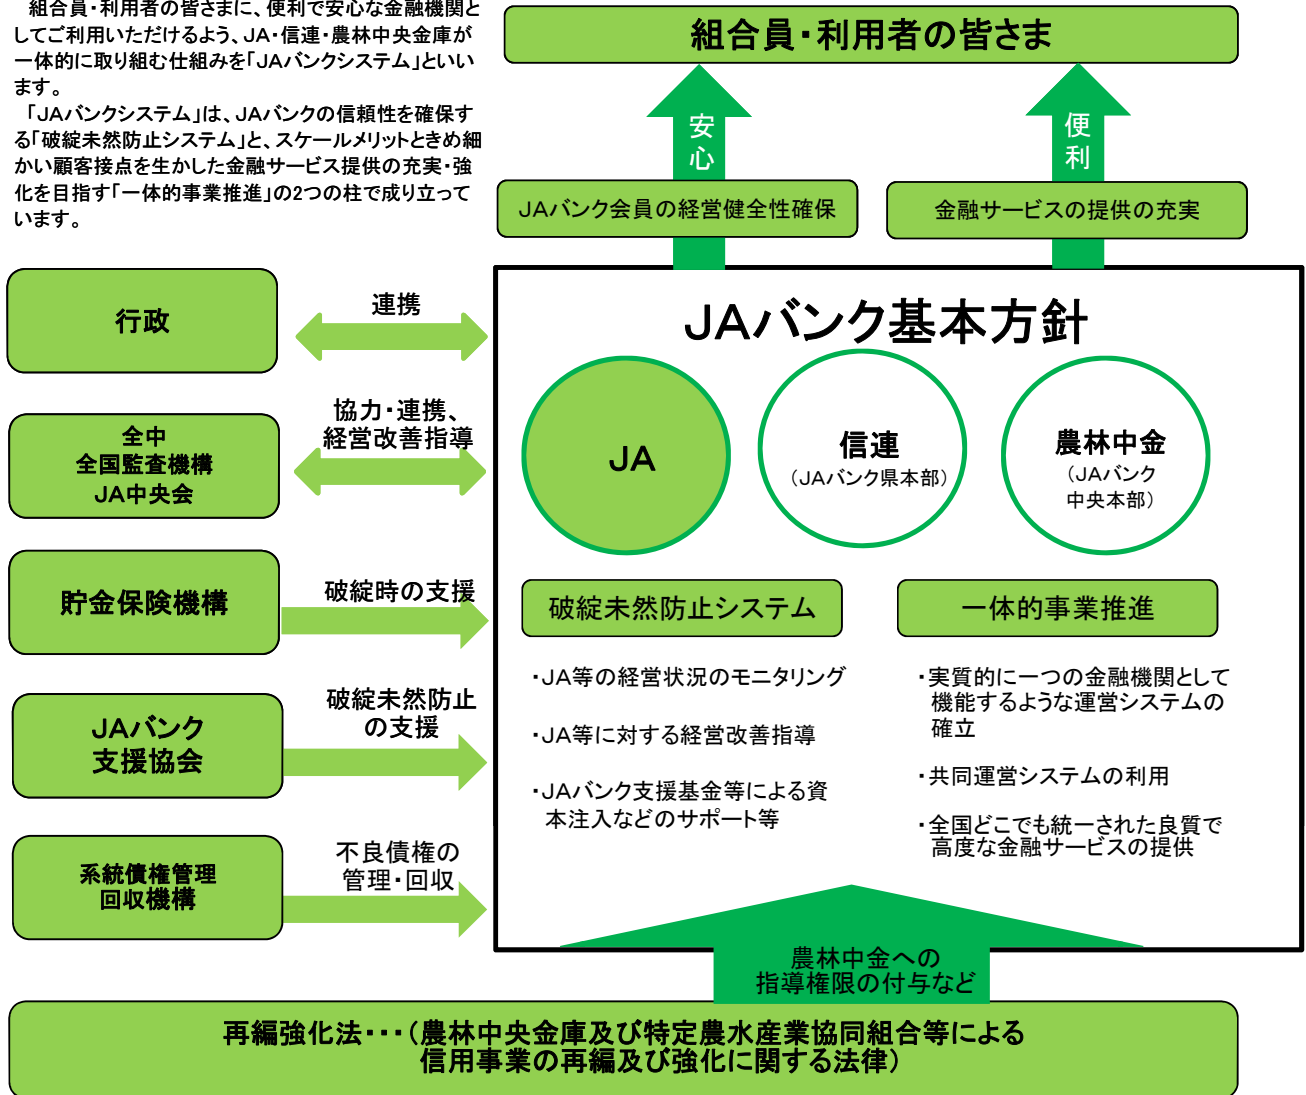 組合員・利用者の皆さまに、便利で安心な金融機関と
してご利用いただけるよう、JA・信連・農林中央金庫が
一体的に取り組む仕組みを「JAバンクシステム」といい
ます。
「JAバンクシステム」は、JAバンクの信頼性を確保す
る「破綻未然防止システム」と、スケールメリットときめ細
かい顧客接点を生かした金融サービス提供の充実・強
化を目指す「一体的事業推進」の2つの柱で成り立って
います。
組合員・利用者の皆さま
安心
便利
JAバンク会員の経営健全性確保
金融サービスの提供の充実
行政
連携
全中
全国監査機構
JA中央会
協力・連携、
経営改善指導
貯金保険機構
破綻時の支援
JAバンク
支援協会
破綻未然防止
の支援
系統債権管理
回収機構
不良債権の
管理・回収
JAバンク基本方針
JA
信連
（JAバンク県本部）
農林中金
（JAバンク
中央本部）
破綻未然防止システム
・JA等の経営状況のモニタリング
・JA等に対する経営改善指導
・JAバンク支援基金等による資
本注入などのサポート等
一体的事業推進
・実質的に一つの金融機関として
機能するような運営システムの
確立
・共同運営システムの利用
・全国どこでも統一された良質で
高度な金融サービスの提供
農林中金への
指導権限の付与など
再編強化法・・・（農林中央金庫及び特定農水産業協同組合等による
信用事業の再編及び強化に関する法律）